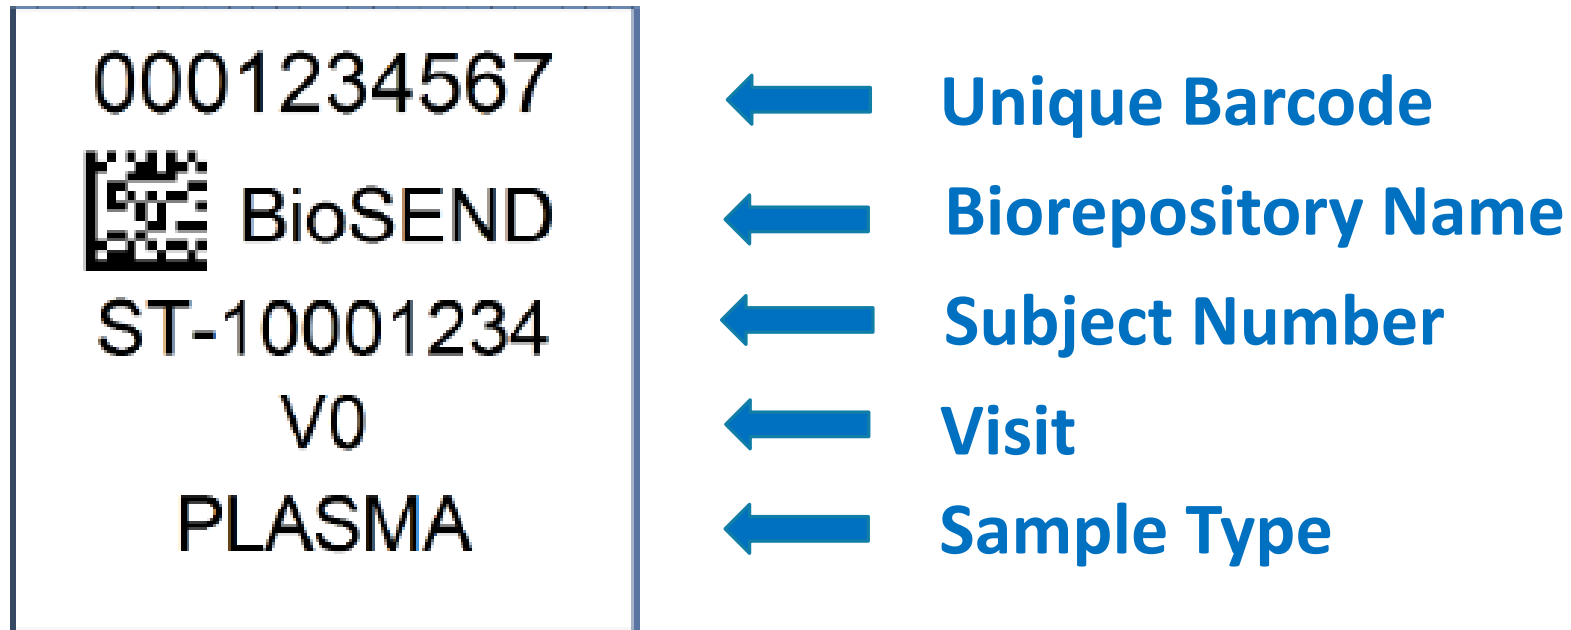 0001234567
Unique Barcode
BioSEND
Biorepository Name
ST-10001234
Subject Number
V0
Visit
PLASMA
Sample Type